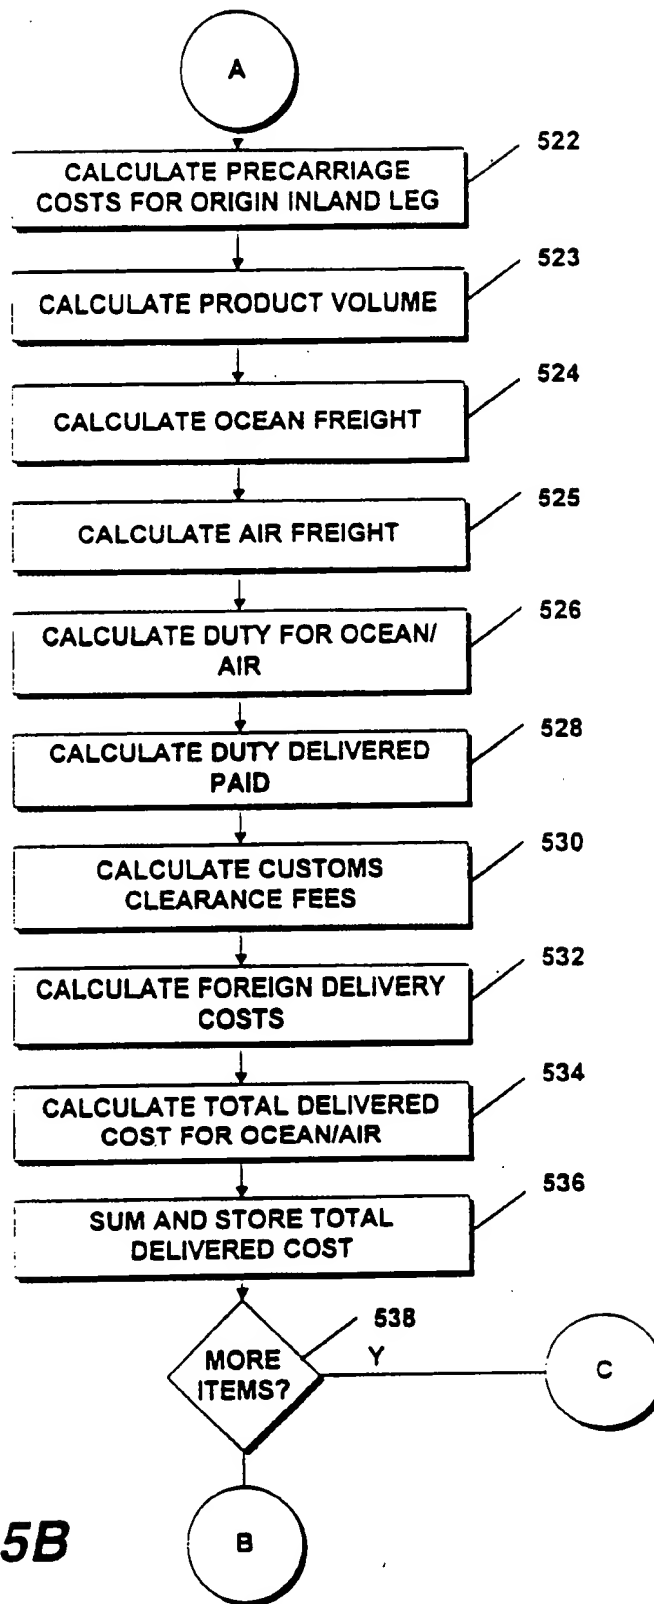 A
522
CALCULATE PRECARRIAGE
COSTS FOR ORIGIN INLAND LEG
523
CALCULATE PRODUCT VOLUME
524
CALCULATE OCEAN FREIGHT
525
CALCULATE AIR FREIGHT
526
CALCULATE DUTY FOR OCEAN/
AIR
528
CALCULATE DUTY DELIVERED
PAID
530
CALCULATE CUSTOMS
CLEARANCE FEES
532
CALCULATE FOREIGN DELIVERY
COSTS
534
CALCULATE TOTAL DELIVERED
COST FOR OCEAN/AIR
536
SUM AND STORE TOTAL
DELIVERED COST
538
MORE
ITEMS?
Y
C
B
5B